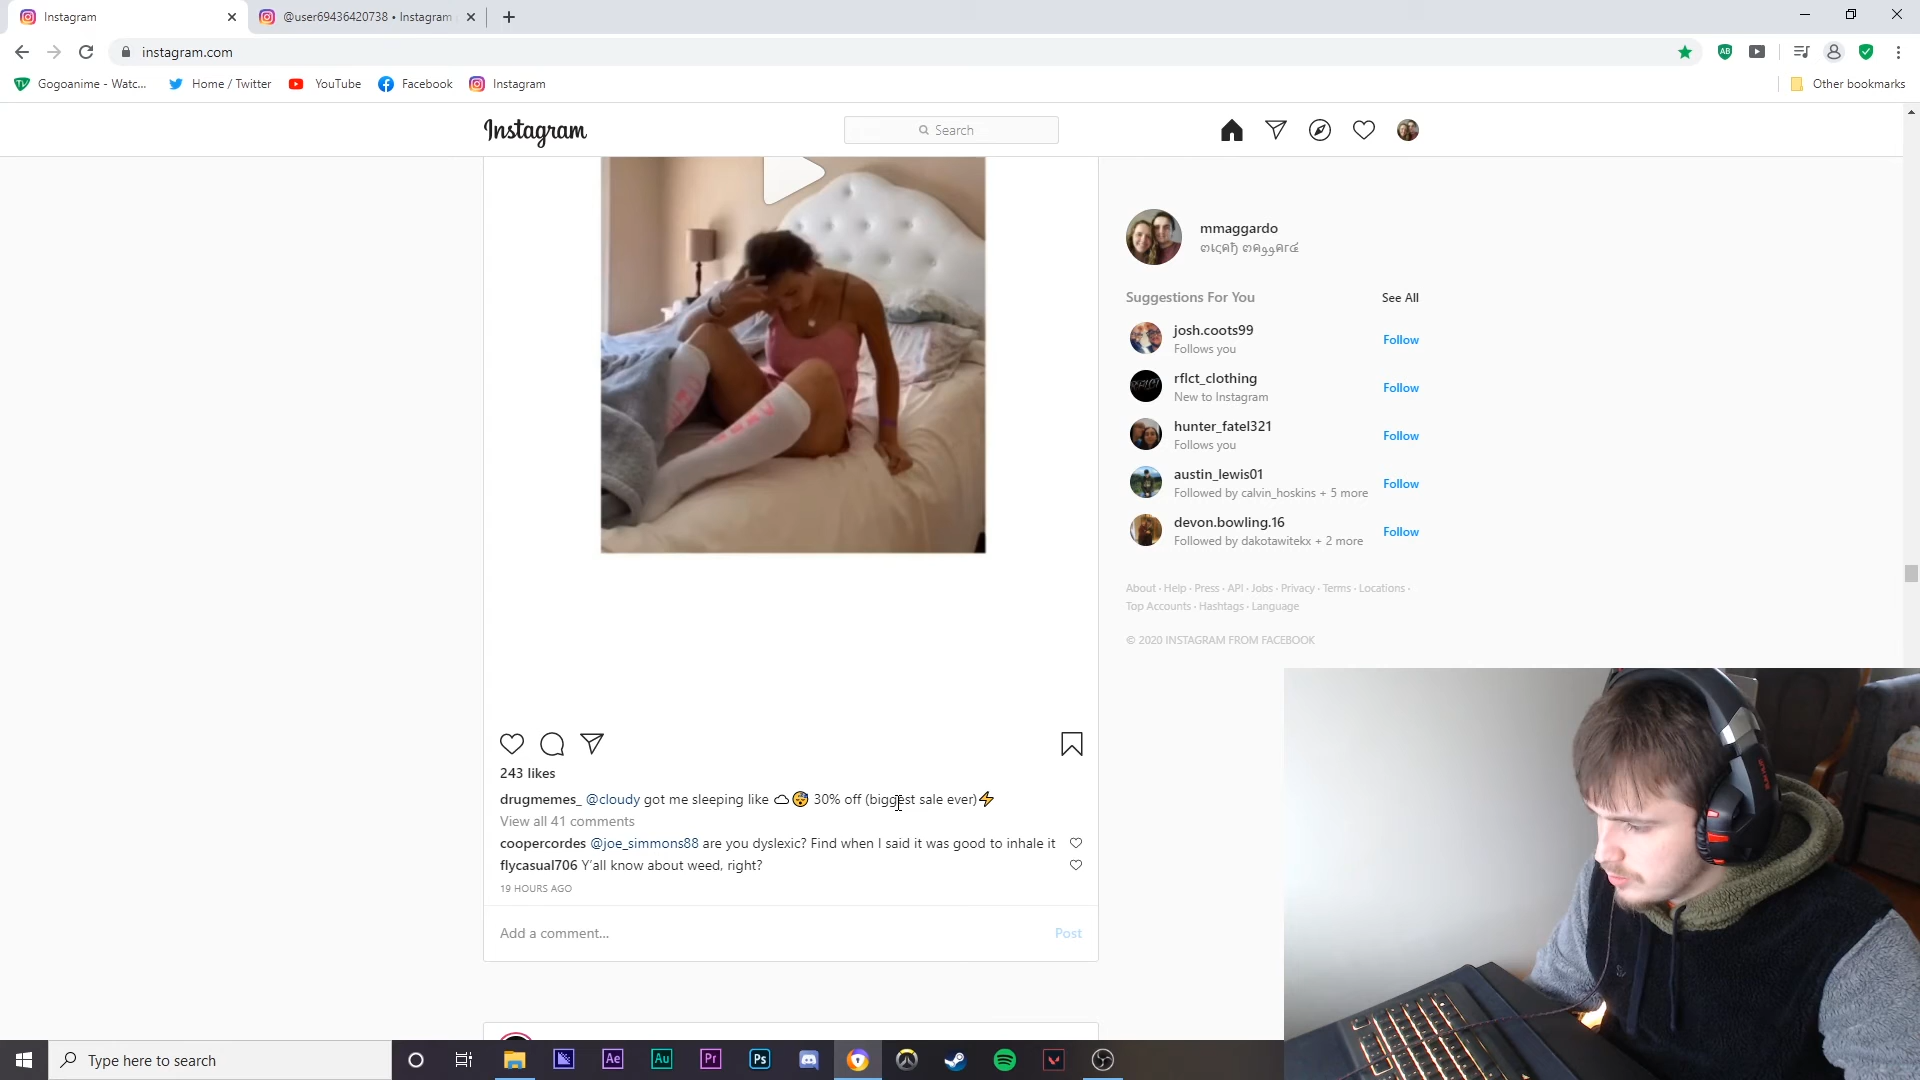 Instagram
@user69436420738 • Instagram
instagram.com
Gogoanime - Watc...
Home / Twitter
YouTube
Facebook
Instagram
Other bookmarks
Instagram
Search
mmaggardo
Suggestions For You
See All
josh.coots99
Follows you
Follow
rflct_clothing
New to Instagram
Follow
hunter_fatel321
Follows you
Follow
austin_lewis01
Followed by calvin_hoskins + 5 more
Follow
devon.bowling.16
Followed by dakotawitekx + 2 more
Follow
About · Help · Press · API · Jobs · Privacy · Terms · Locations ·
Top Accounts · Hashtags · Language
© 2020 INSTAGRAM FROM FACEBOOK
243 likes
drugmemes_ @cloudy got me sleeping like ☁😴 30% off (biggest sale ever)⚡
View all 41 comments
coopercordes @joe_simmons88 are you dyslexic? Find when I said it was good to inhale it
flycasual706 Y'all know about weed, right?
19 HOURS AGO
Add a comment...
Post
Type here to search
Ae
Au
Pr
Ps